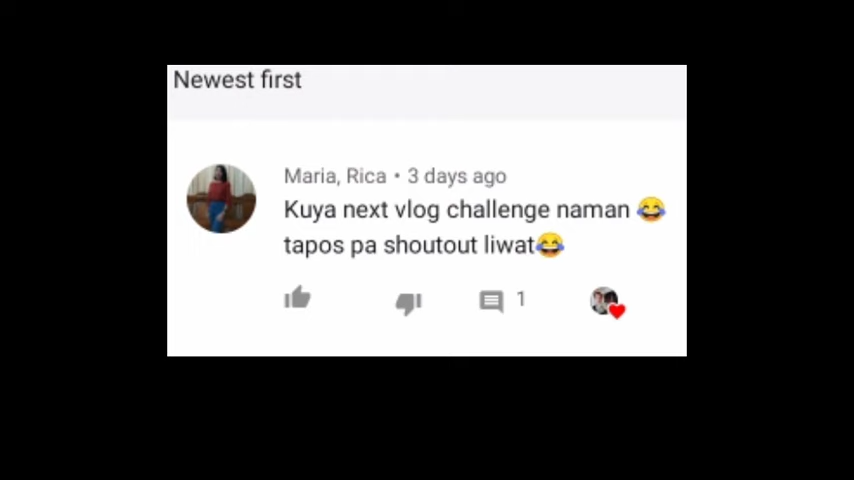 Newest first
Maria, Rica • 3 days ago
Kuya next vlog challenge naman 😂
tapos pa shoutout liwat😂
1